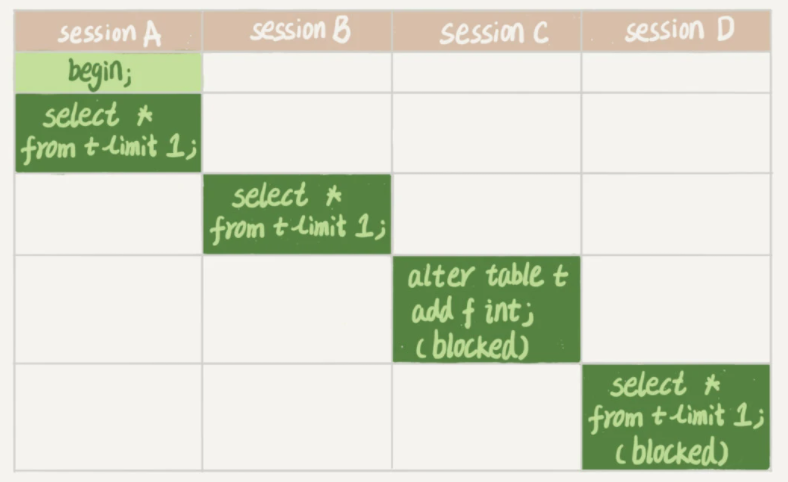 session A
session B
session C
session D
begin;
select *
from t limit 1;
select *
from t limit 1;
alter table t
add f int;
(blocked)
select *
from t limit 1;
(blocked)